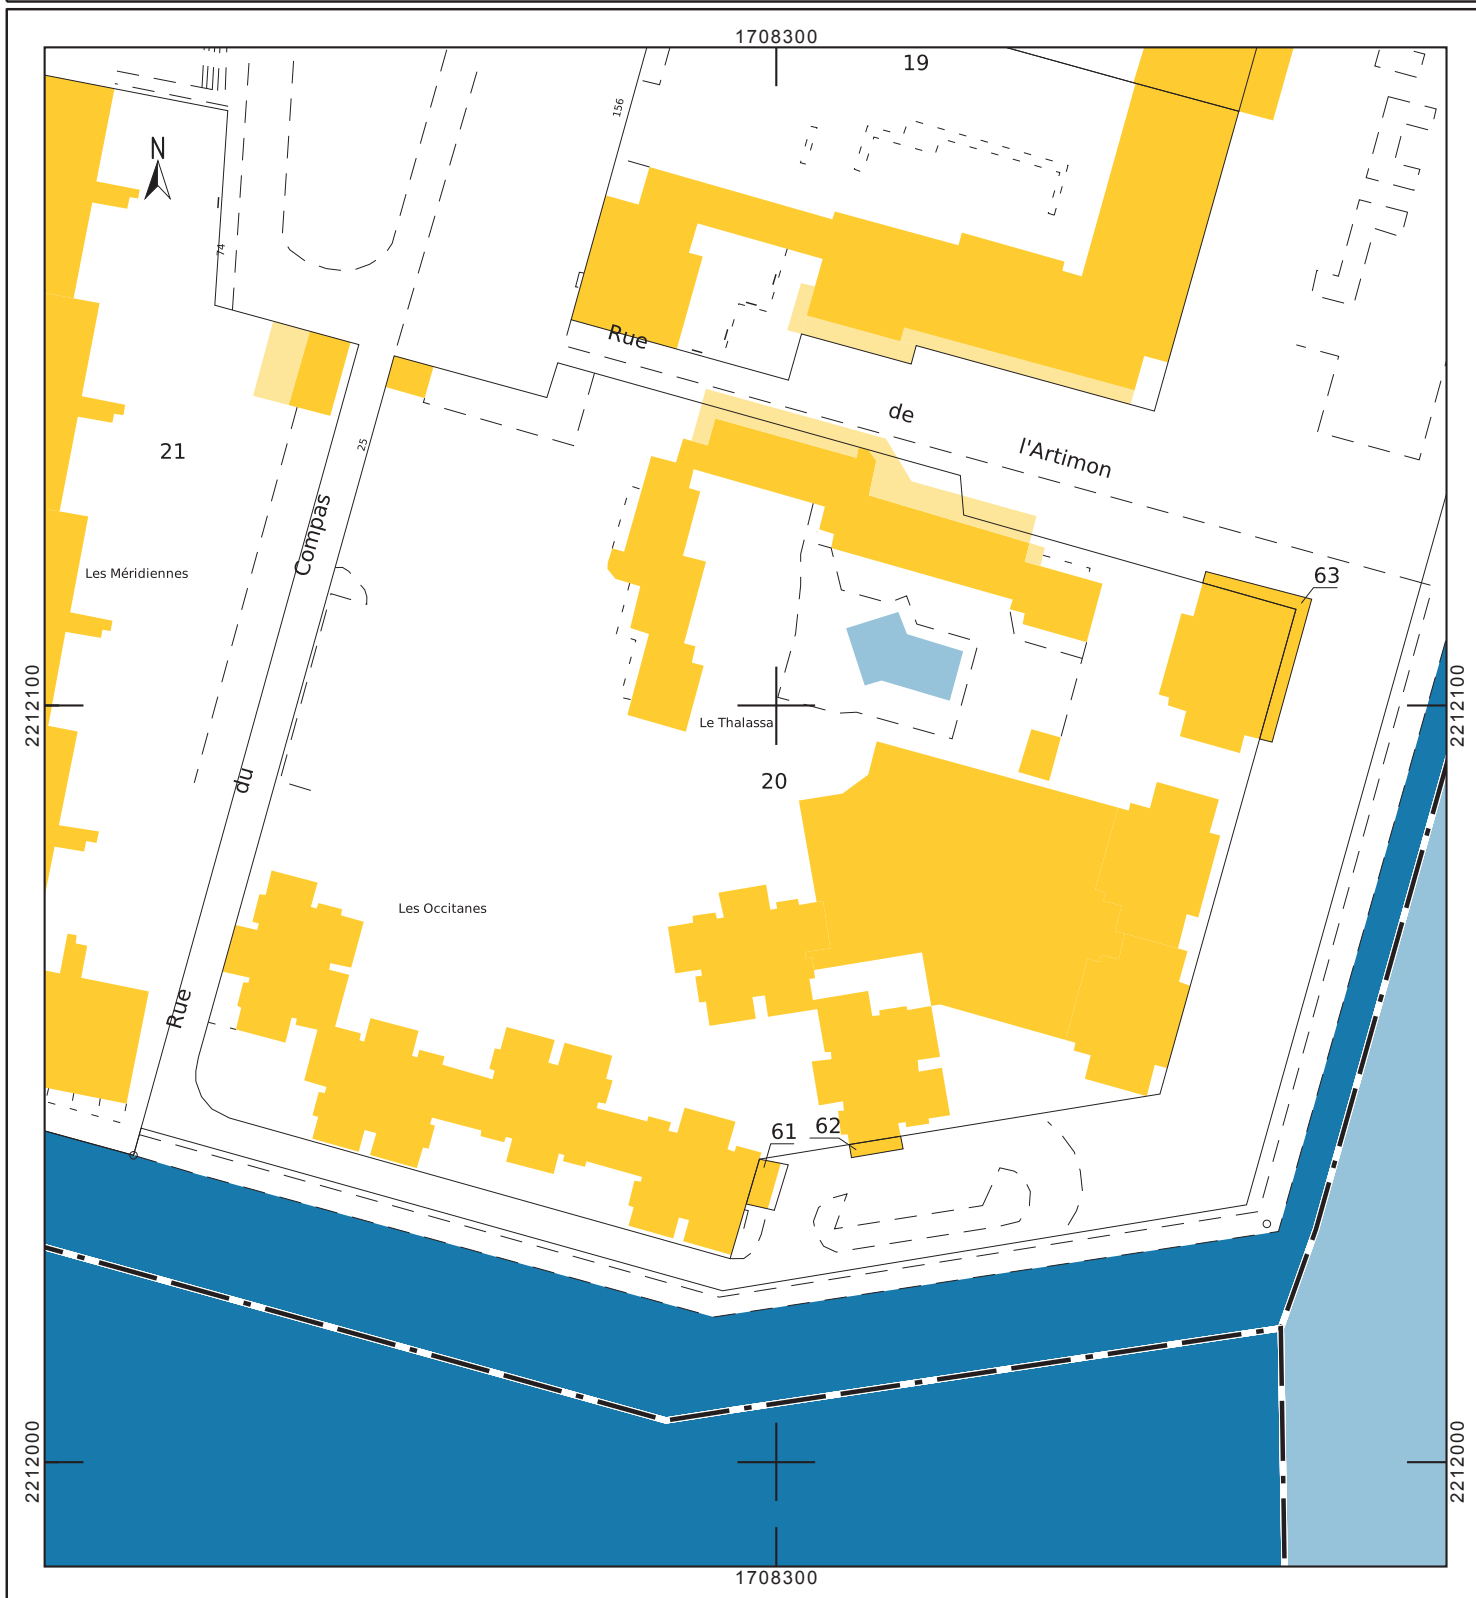 1708300
19
156
N
74
Rue
de
l'Artimon
25
21
Compas
Les Méridiennes
63
2212100
2212100
Le Thalassa
du
20
Les Occitanes
Rue
61
62
2212000
2212000
1708300